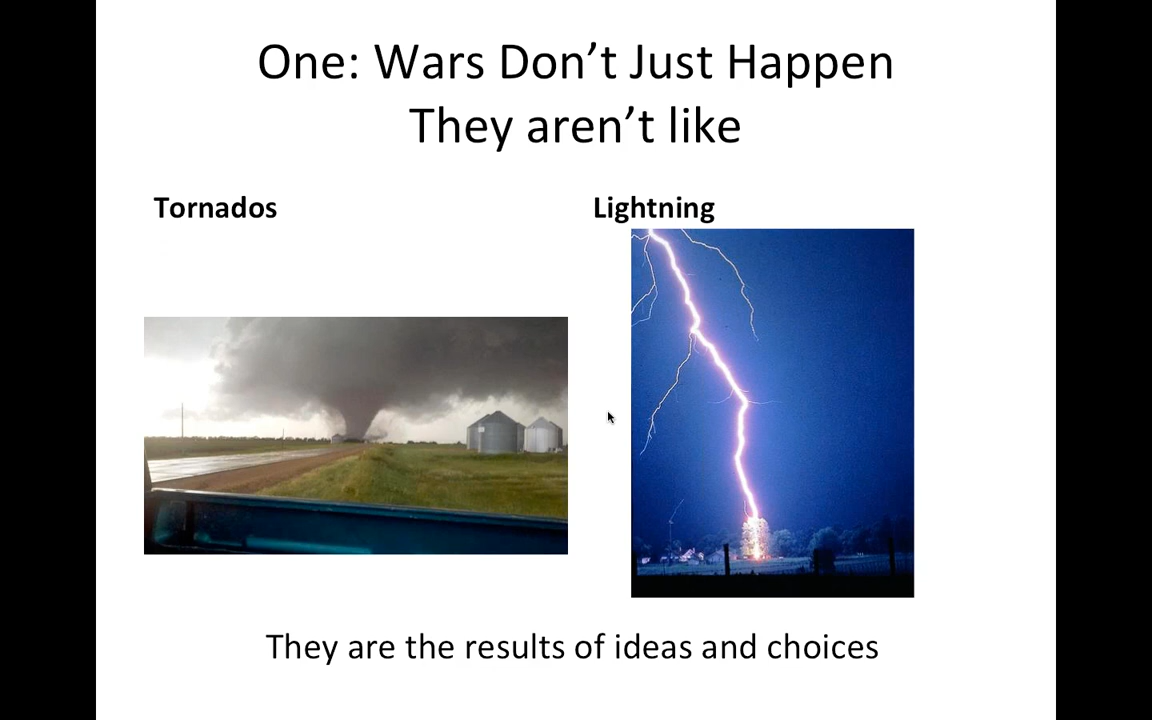 One: Wars Don’t Just Happen
They aren’t like
Tornados
Lightning
They are the results of ideas and choices